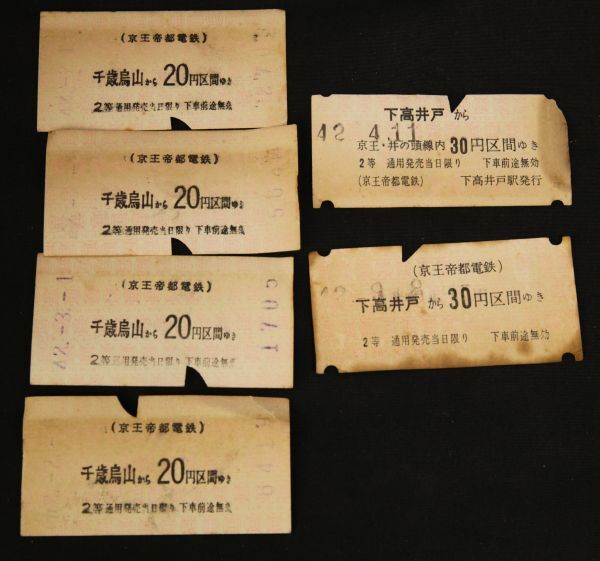 (京王帝都電鉄)
千歳烏山から20円区間ゆき
2等 通用発売当日限り 下車前途無効
(京王帝都電鉄)
千歳烏山から20円区間ゆき
2等 通用発売当日限り 下車前途無効
(京王帝都電鉄)
42.-3.-1
1705
千歳烏山から20円区間ゆき
2等 通用発売当日限り 下車前途無効
(京王帝都電鉄)
千歳烏山から20円区間ゆき
2等 通用発売当日限り 下車前途無効
下高井戸 から
42 4.11
京王・井の頭線内 30円区間ゆき
2等 通用発売当日限り 下車前途無効
(京王帝都電鉄) 下高井戸駅発行
(京王帝都電鉄)
下高井戸 から 30円区間ゆき
2等 通用発売当日限り 下車前途無効